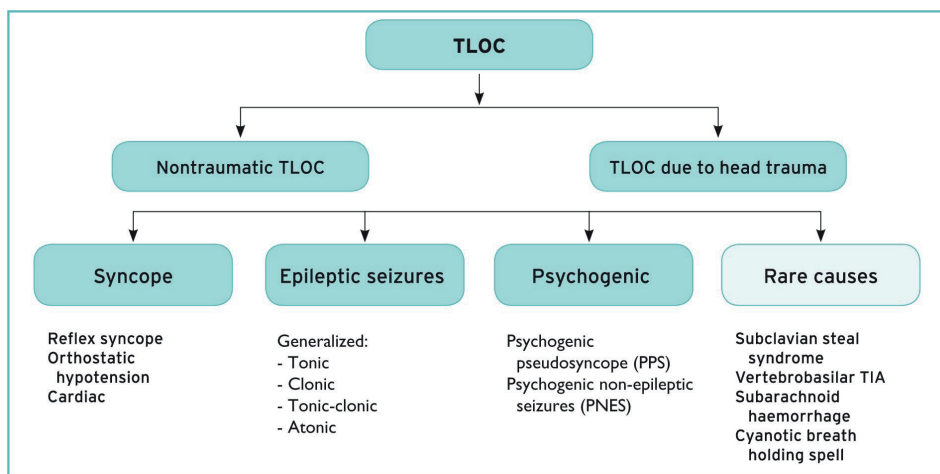 TLOC
Nontraumatic TLOC
TLOC due to head trauma
Syncope
Epileptic seizures
Psychogenic
Rare causes
Reflex syncope
Orthostatic
hypotension
Cardiac
Generalized:
- Tonic
- Clonic
- Tonic-clonic
- Atonic
Psychogenic
pseudosyncope (PPS)
Psychogenic non-epileptic
seizures (PNES)
Subclavian steal
syndrome
Vertebrobasilar TIA
Subarachnoid
haemorrhage
Cyanotic breath
holding spell